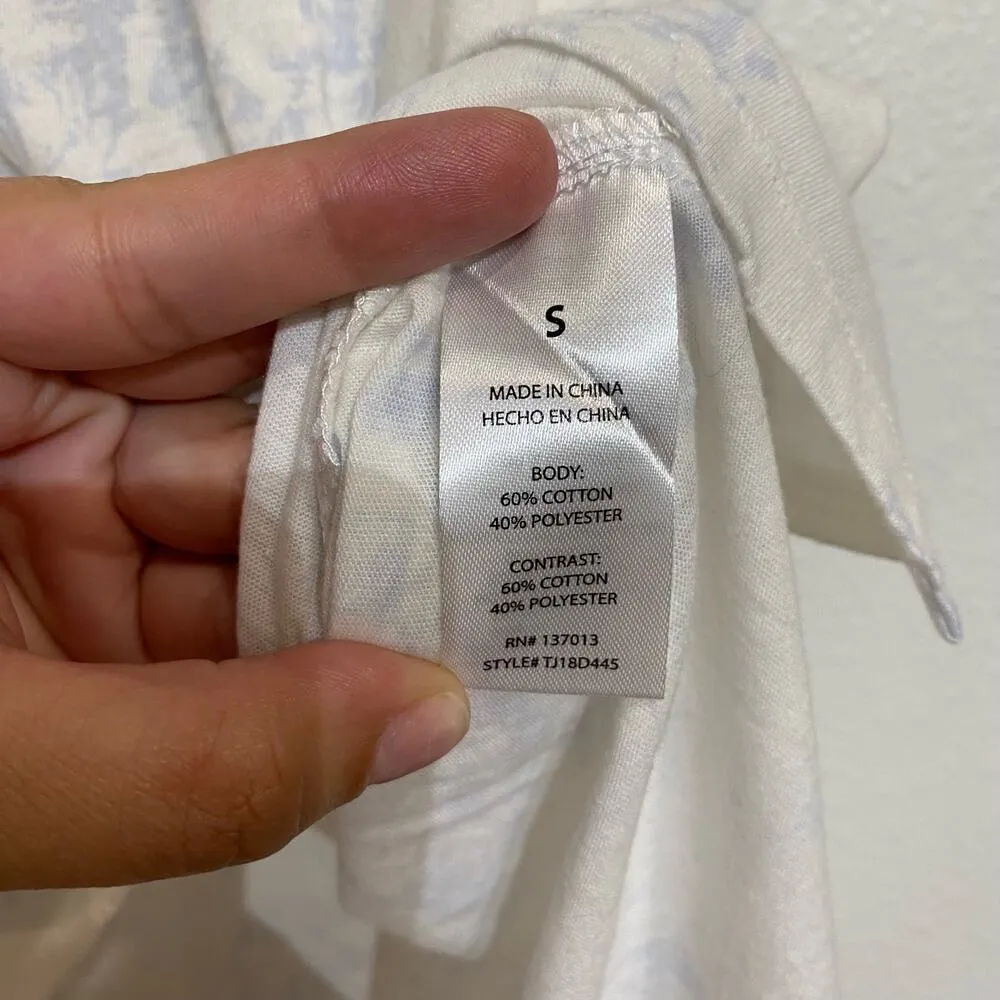 S
MADE IN CHINA
HECHO EN CHINA
BODY:
60% COTTON
40% POLYESTER
CONTRAST:
60% COTTON
40% POLYESTER
RN# 137013
STYLE# TJ18D445